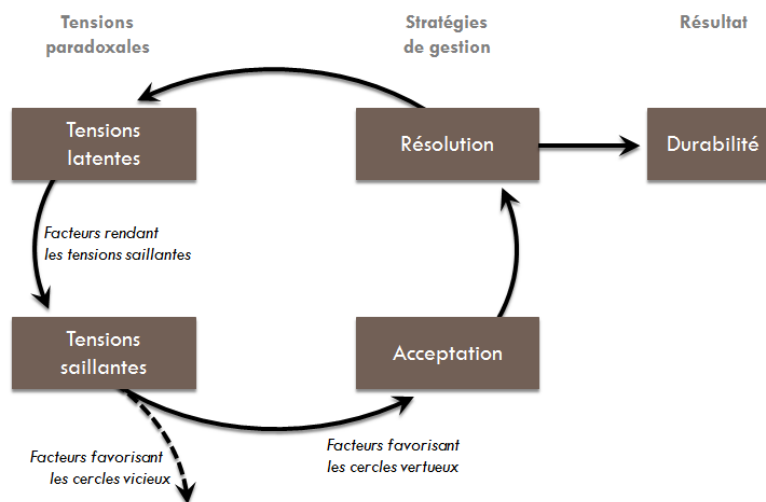 Tensions
paradoxales
Stratégies
de gestion
Résultat
Tensions
latentes
Résolution
Durabilité
Facteurs rendant
les tensions saillantes
Tensions
saillantes
Acceptation
Facteurs favorisant
les cercles vicieux
Facteurs favorisant
les cercles vertueux